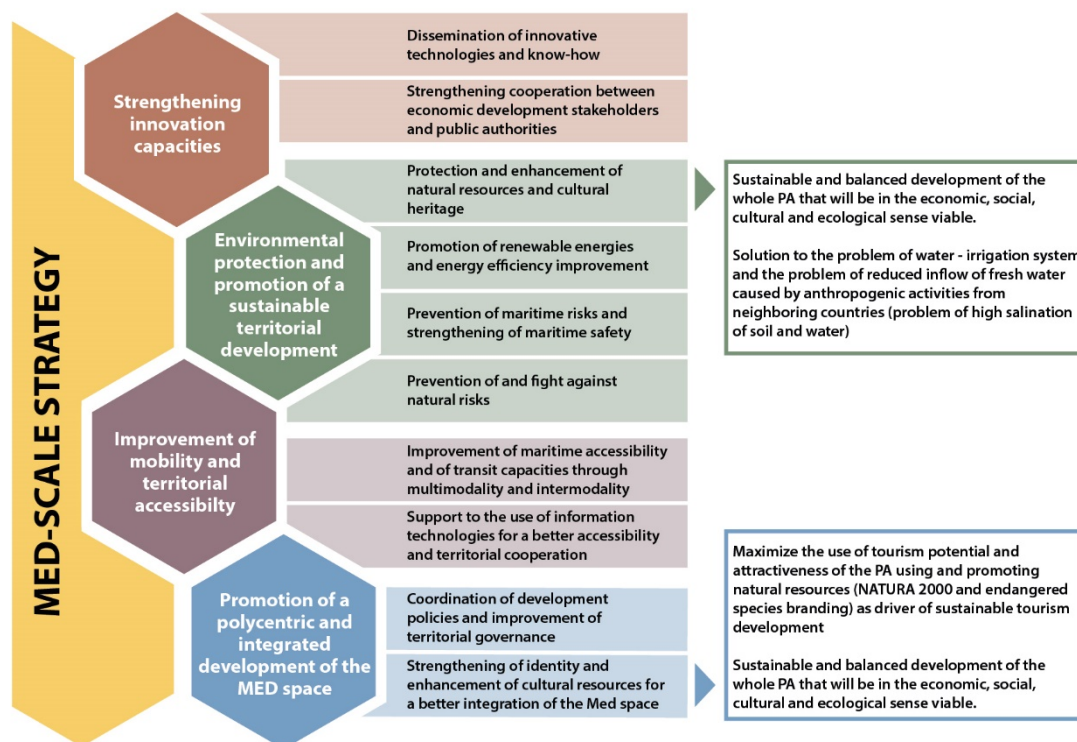 MED-SCALE STRATEGY
Strengthening
innovation
capacities
Dissemination of innovative
technologies and know-how
Strengthening cooperation between
economic development stakeholders
and public authorities
Environmental
protection and
promotion of a
sustainable
territorial
development
Protection and enhancement of
natural resources and cultural
heritage
Promotion of renewable energies
and energy efficiency improvement
Prevention of maritime risks and
strengthening of maritime safety
Prevention of and fight against
natural risks
Sustainable and balanced development of the
whole PA that will be in the economic, social,
cultural and ecological sense viable.
Solution to the problem of water - irrigation system
and the problem of reduced inflow of fresh water
caused by anthropogenic activities from
neighboring countries (problem of high salination
of soil and water)
Improvement of
mobility and
territorial
accessibilty
Improvement of maritime accessibility
and of transit capacities through
multimodality and intermodality
Support to the use of information
technologies for a better accessibility
and territorial cooperation
Promotion of a
polycentric and
integrated
development of the
MED space
Coordination of development
policies and improvement of
territorial governance
Strengthening of identity and
enhancement of cultural resources for
a better integration of the Med space
Maximize the use of tourism potential and
attractiveness of the PA using and promoting
natural resources (NATURA 2000 and endangered
species branding) as driver of sustainable tourism
development
Sustainable and balanced development of the
whole PA that will be in the economic, social,
cultural and ecological sense viable.